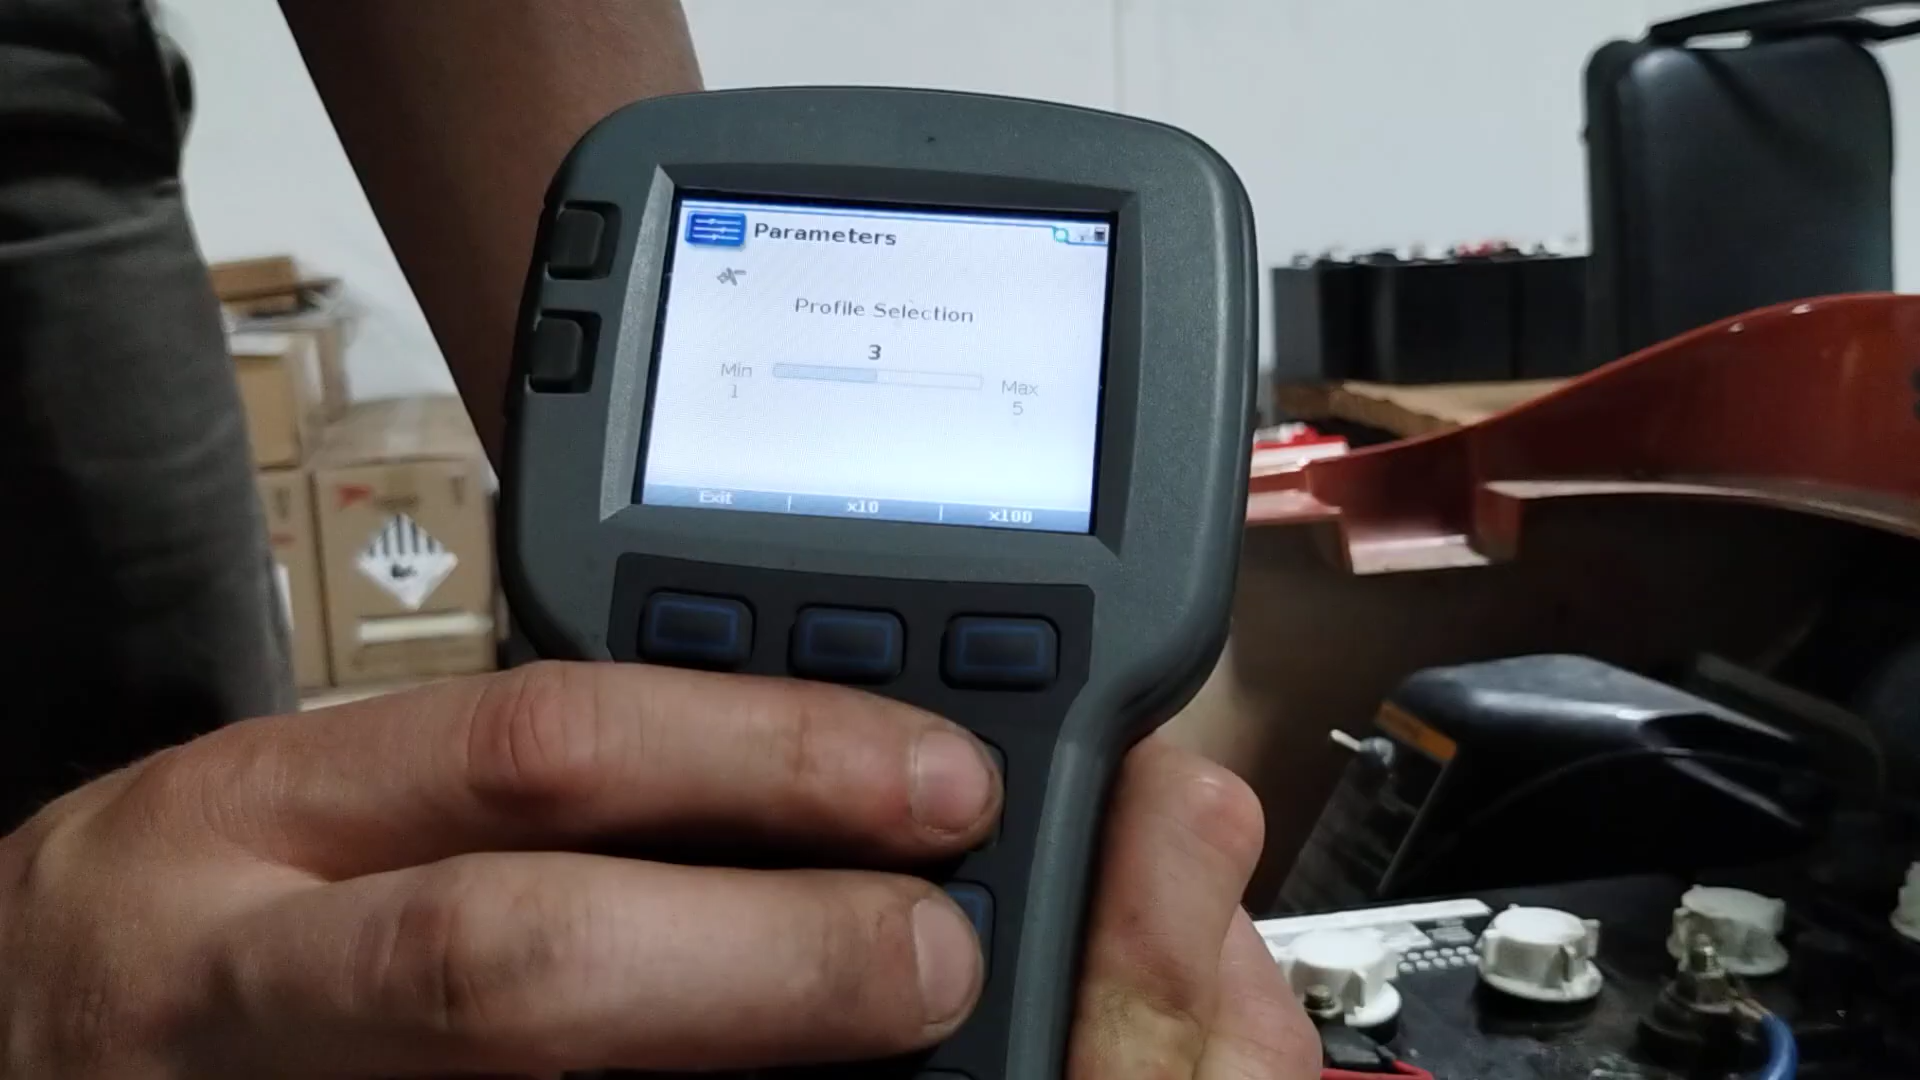 Parameters
Profile Selection
3
Min
1
Max
5
Exit
x10
x100